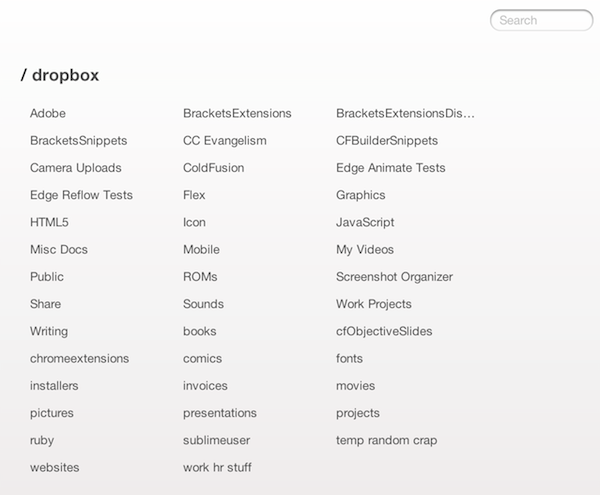 Search
/ dropbox
Adobe BracketsExtensions BracketsExtensionsDis…
BracketsSnippets CC Evangelism CFBuilderSnippets
Camera Uploads ColdFusion Edge Animate Tests
Edge Reflow Tests Flex Graphics
HTML5 Icon JavaScript
Misc Docs Mobile My Videos
Public ROMs Screenshot Organizer
Share Sounds Work Projects
Writing books cfObjectiveSlides
chromeextensions comics fonts
installers invoices movies
pictures presentations projects
ruby sublimeuser temp random crap
websites work hr stuff